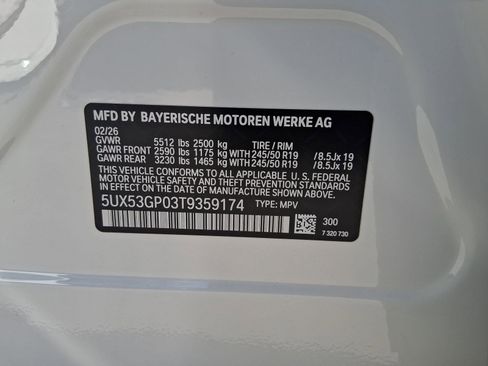 MFD BY BAYERISCHE MOTOREN WERKE AG
02/26
GVWR 5512 lbs 2500 kg TIRE / RIM
GAWR FRONT 2590 lbs 1175 kg WITH 245/50 R19 /8.5Jx 19
GAWR REAR 3230 lbs 1465 kg WITH 245/50 R19 /8.5Jx 19
THIS VEHICLE CONFORMS TO ALL APPLICABLE U. S. FEDERAL
MOTOR VEHICLE SAFETY AND THEFT PREVENTION STANDARDS
IN EFFECT ON THE DATE OF MANUFACTURE SHOWN ABOVE.
5UX53GP03T9359174 TYPE: MPV
300
7 320 730